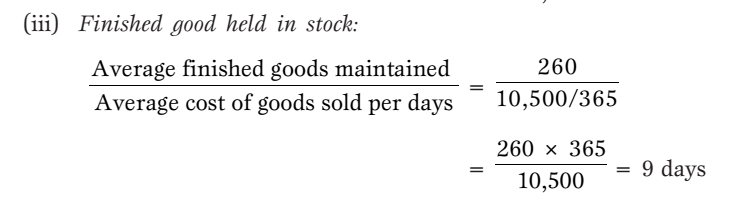 (iii) Finished good held in stock:
Average finished goods maintained / Average cost of goods sold per days = 260 / 10,500/365
= 260 × 365 / 10,500 = 9 days